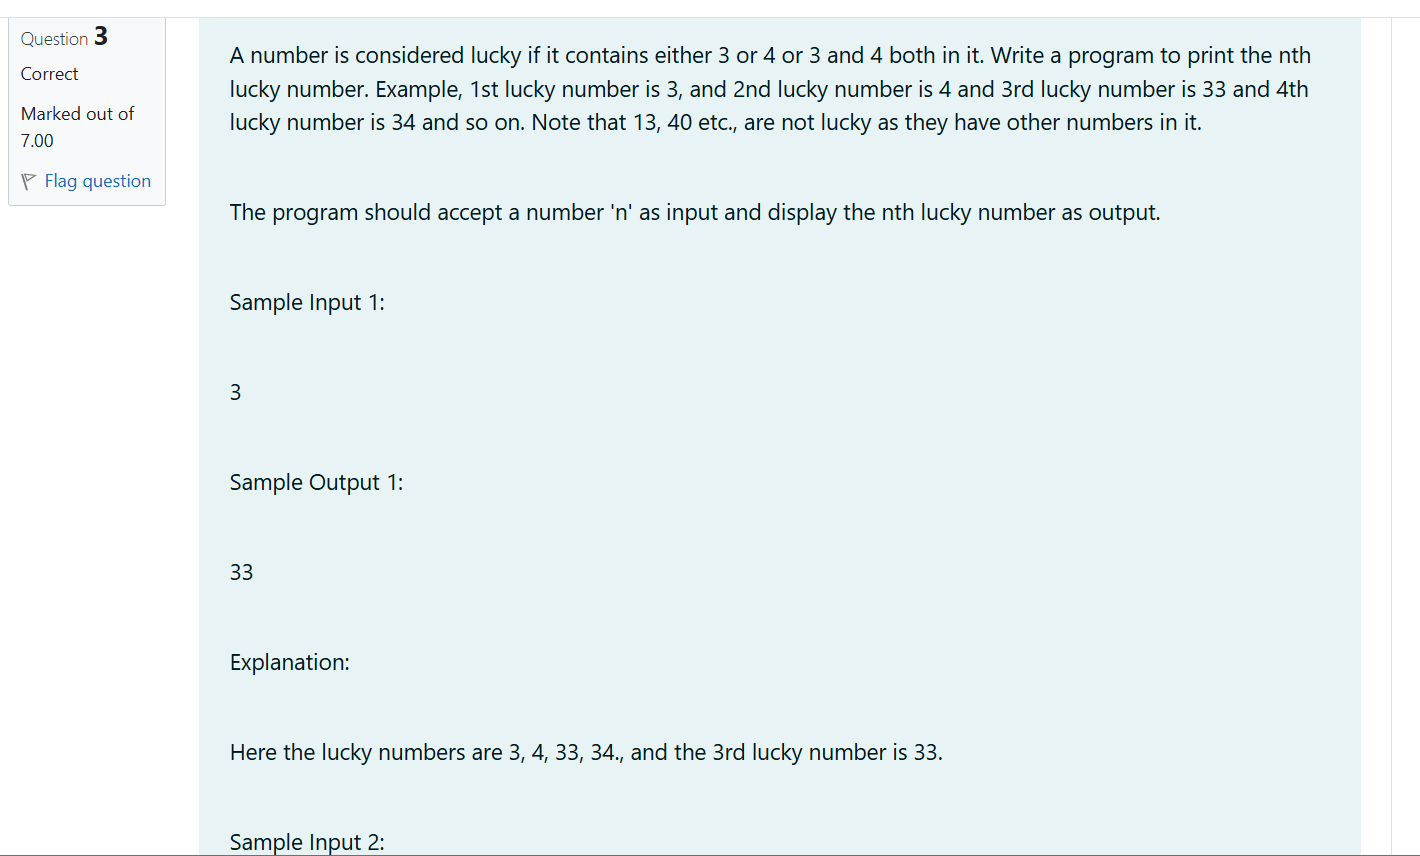 Question 3
Correct
Marked out of
7.00
Flag question
A number is considered lucky if it contains either 3 or 4 or 3 and 4 both in it. Write a program to print the nth
lucky number. Example, 1st lucky number is 3, and 2nd lucky number is 4 and 3rd lucky number is 33 and 4th
lucky number is 34 and so on. Note that 13, 40 etc., are not lucky as they have other numbers in it.
The program should accept a number 'n' as input and display the nth lucky number as output.
Sample Input 1:
3
Sample Output 1:
33
Explanation:
Here the lucky numbers are 3, 4, 33, 34., and the 3rd lucky number is 33.
Sample Input 2: